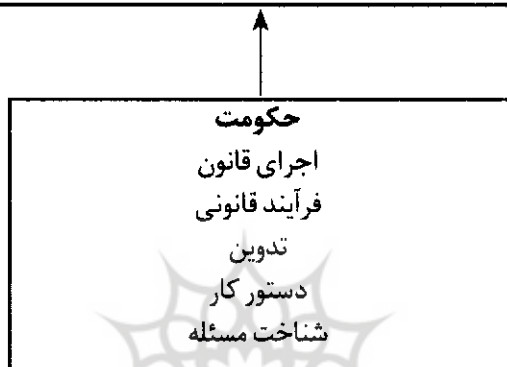 حکومت
اجرای قانون
فرآیند قانونی
تدوین
دستور کار
شناخت مسئله